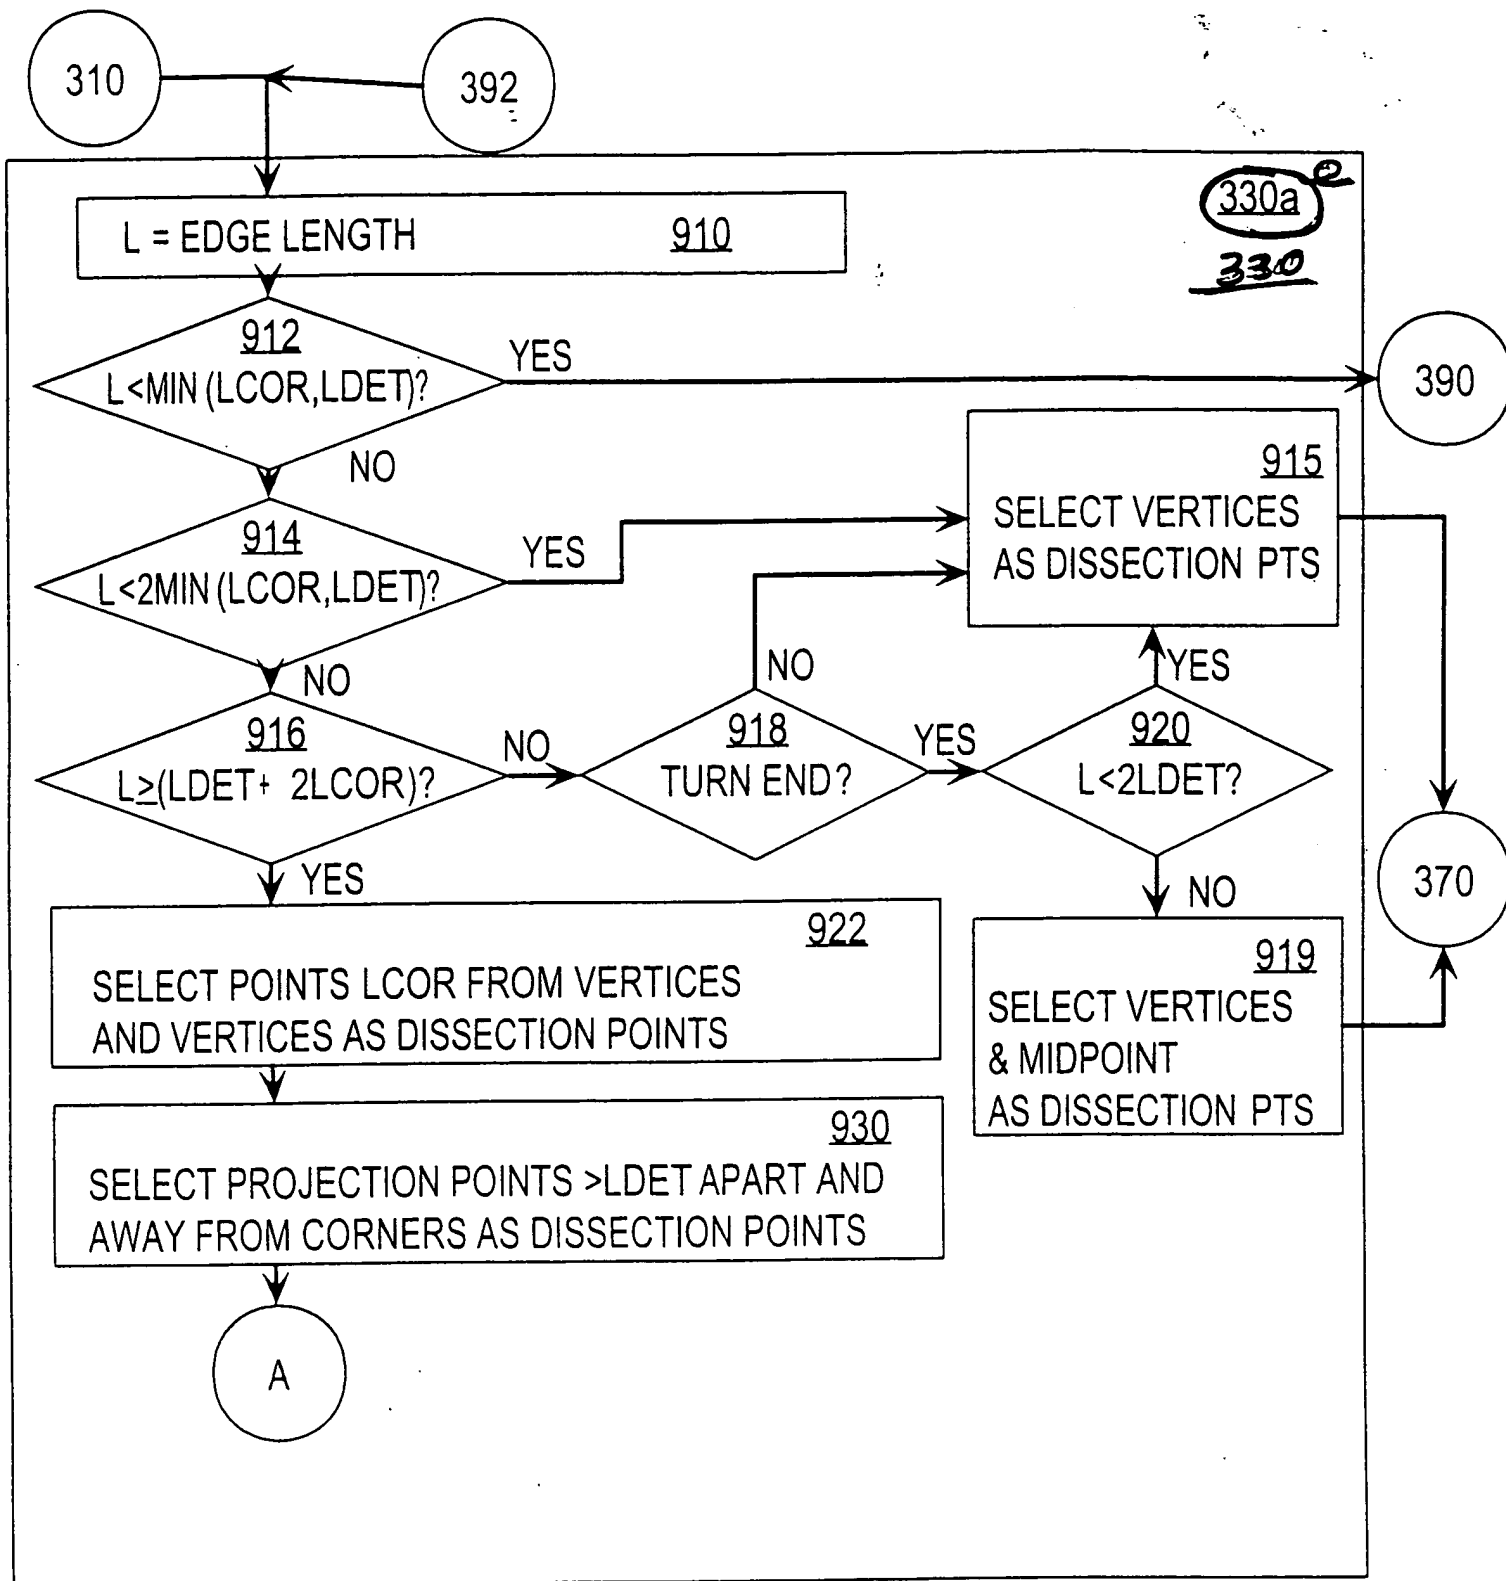 310
392
330a
330
L = EDGE LENGTH 910
912
L<MIN (LCOR,LDET)?
YES
390
NO
915
SELECT VERTICES
AS DISSECTION PTS
914
L<2MIN (LCOR,LDET)?
YES
NO
NO
YES
916
L≥(LDET+ 2LCOR)?
NO
918
TURN END?
YES
920
L<2LDET?
YES
NO
370
922
SELECT POINTS LCOR FROM VERTICES
AND VERTICES AS DISSECTION POINTS
919
SELECT VERTICES
& MIDPOINT
AS DISSECTION PTS
930
SELECT PROJECTION POINTS >LDET APART AND
AWAY FROM CORNERS AS DISSECTION POINTS
A